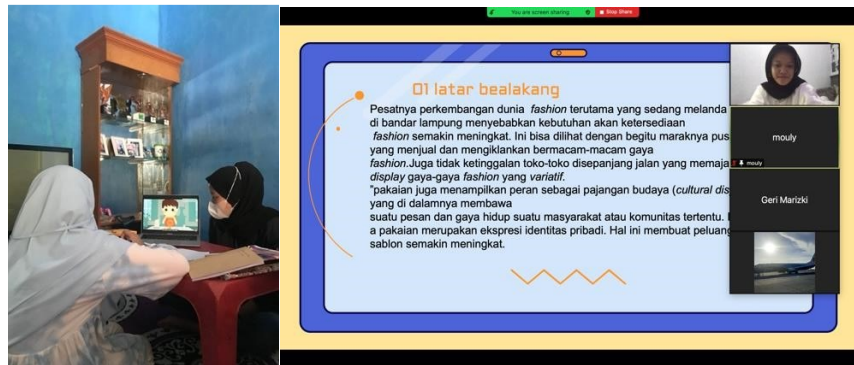 You are screen sharing
Stop Share
01 latar bealakang
Pesatnya perkembangan dunia fashion terutama yang sedang melanda
di bandar lampung menyebabkan kebutuhan akan ketersediaan
fashion semakin meningkat. Ini bisa dilihat dengan begitu maraknya pus
yang menjual dan mengiklankan bermacam-macam gaya
fashion.Juga tidak ketinggalan toko-toko disepanjang jalan yang memaja
display gaya-gaya fashion yang variatif.
"pakaian juga menampilkan peran sebagai pajangan budaya (cultural dis
yang di dalamnya membawa
suatu pesan dan gaya hidup suatu masyarakat atau komunitas tertentu.
a pakaian merupakan ekspresi identitas pribadi. Hal ini membuat peluang
sablon semakin meningkat.
mouly
mouly
Geri Marizki